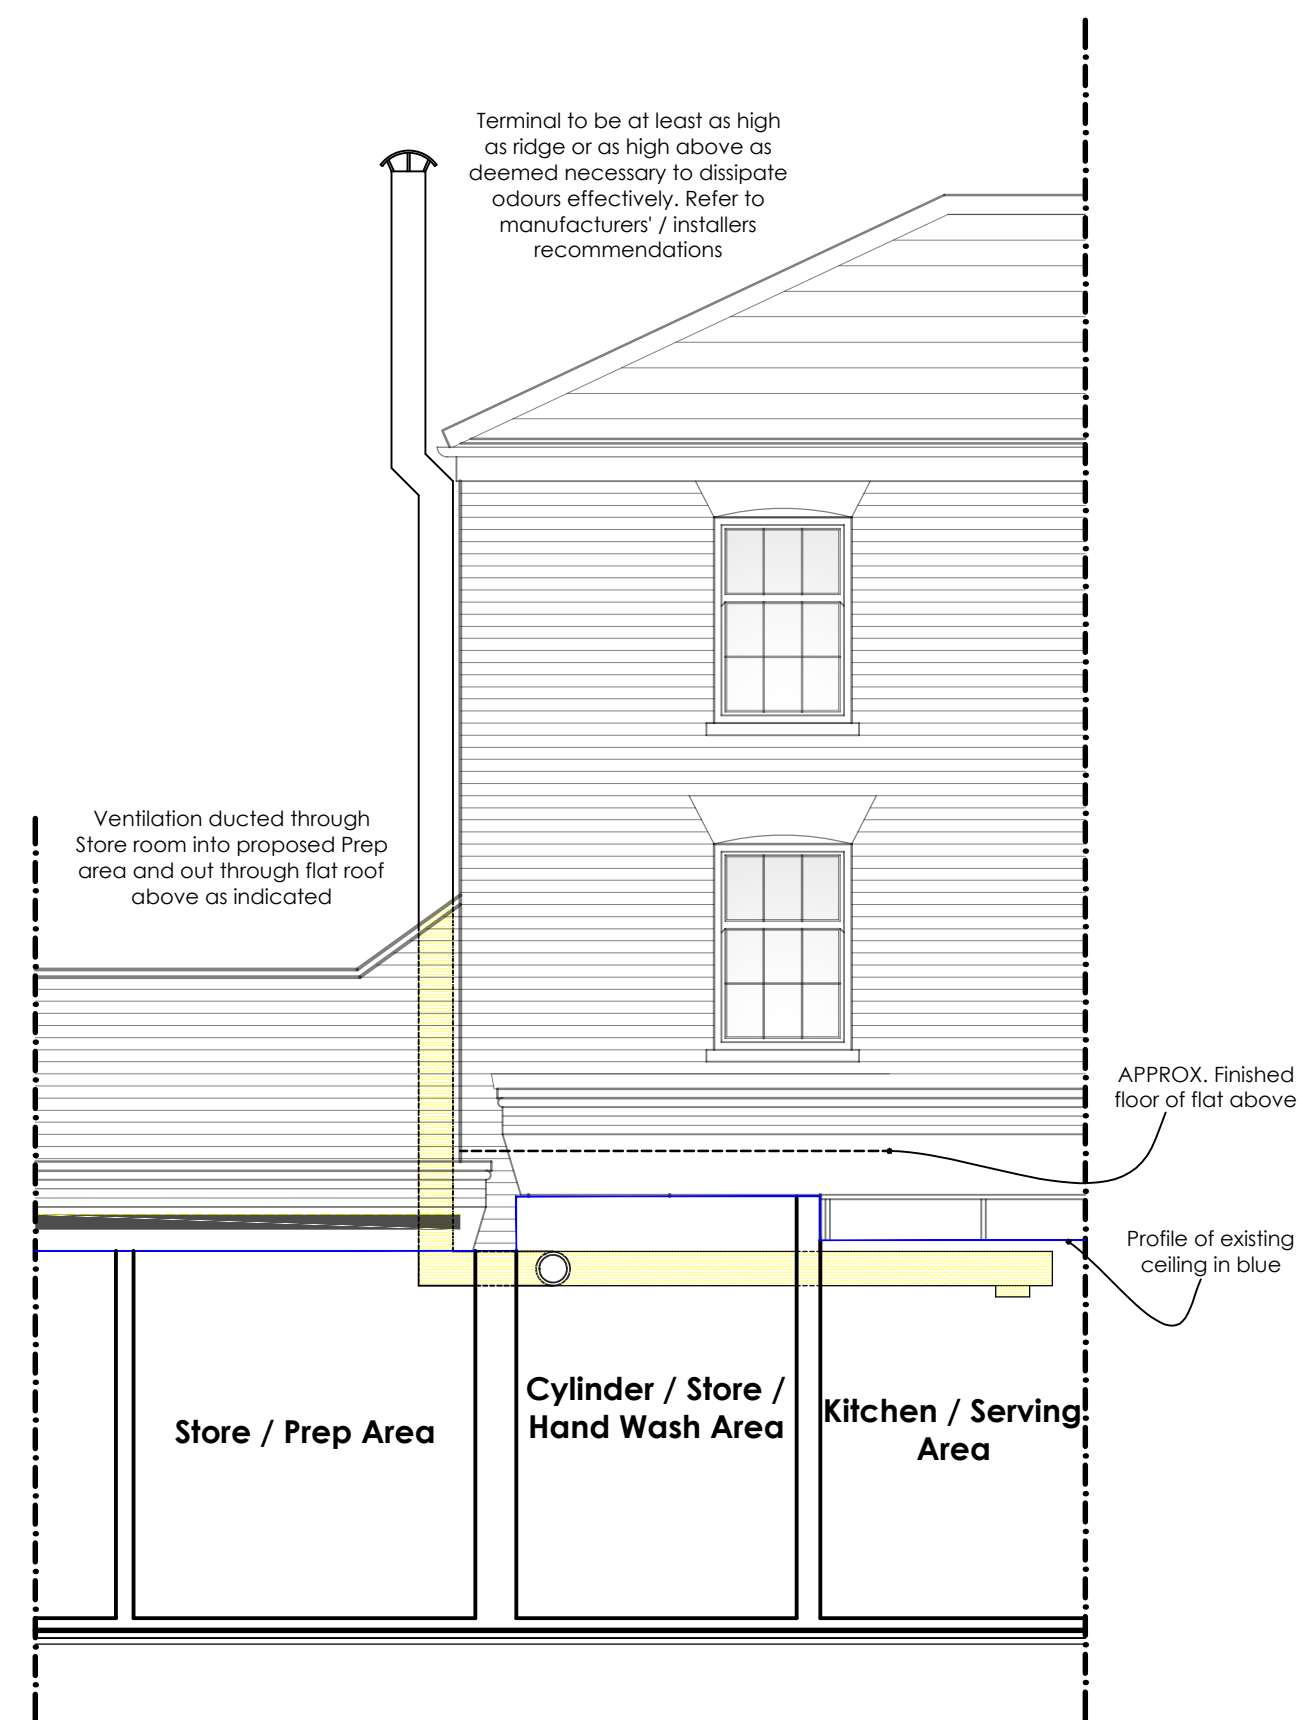 Terminal to be at least as high
as ridge or as high above as
deemed necessary to dissipate
odours effectively. Refer to
manufacturers' / installers
recommendations
Ventilation ducted through
Store room into proposed Prep
area and out through flat roof
above as indicated
APPROX. Finished
floor of flat above
Profile of existing
ceiling in blue
Store / Prep Area
Cylinder / Store /
Hand Wash Area
Kitchen / Serving
Area